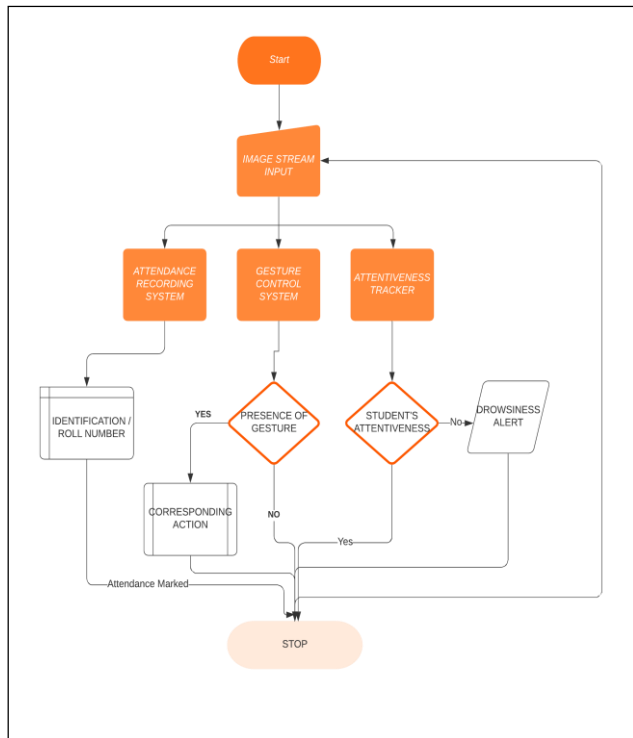 Start
IMAGE STREAM
INPUT
ATTENDANCE
RECORDING
SYSTEM
GESTURE
CONTROL
SYSTEM
ATTENTIVENESS
TRACKER
IDENTIFICATION /
ROLL NUMBER
YES
PRESENCE OF
GESTURE
STUDENT'S
ATTENTIVENESS
No
DROWSINESS
ALERT
CORRESPONDING
ACTION
NO
Yes
Attendance Marked
STOP